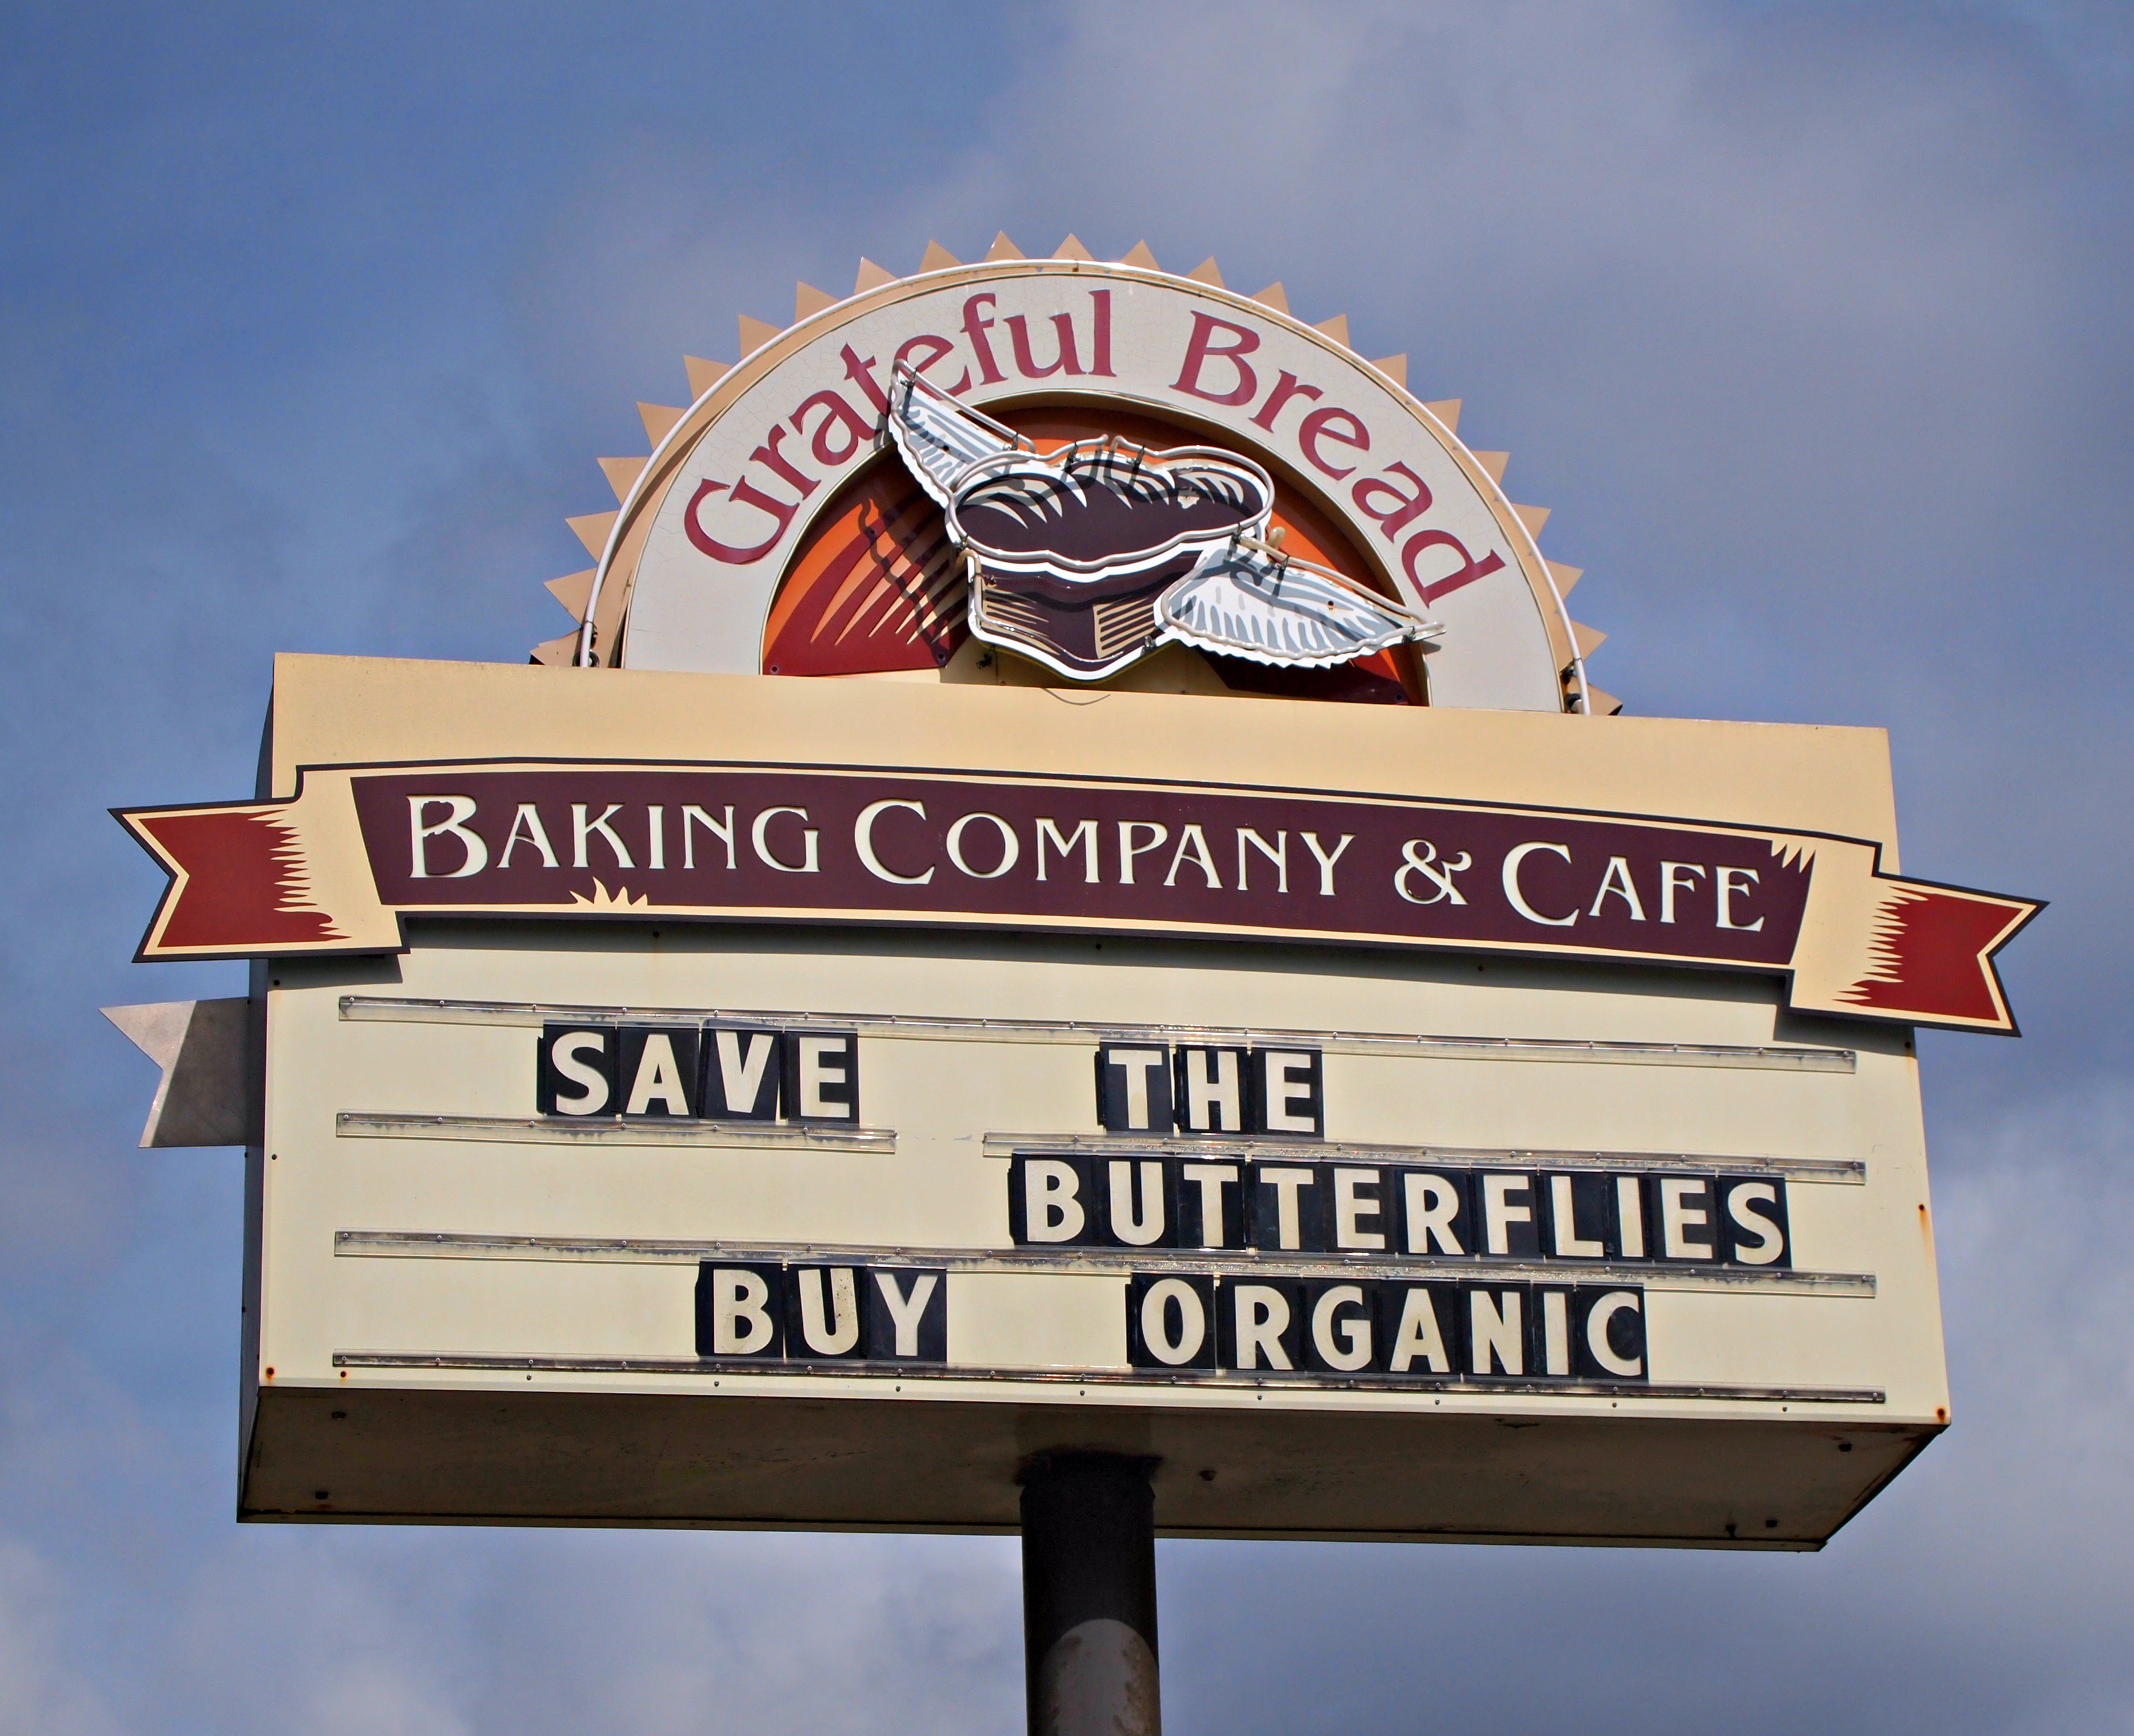 Grateful Bread
BAKING COMPANY & CAFE
SAVE THE
BUTTERFLIES
BUY ORGANIC